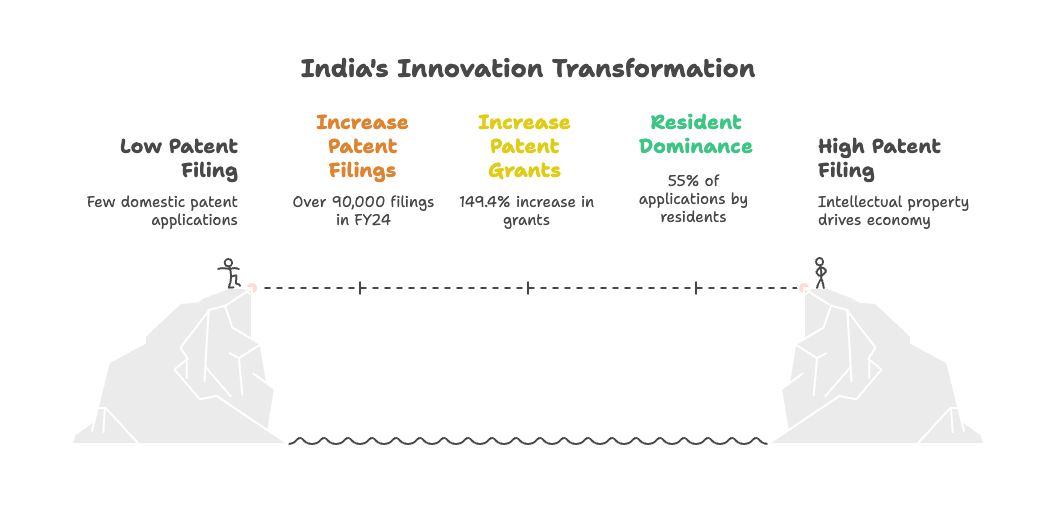 India's Innovation Transformation
Low Patent
Filing
Few domestic patent
applications
Increase
Patent
Filings
Over 90,000 filings
in FY24
Increase
Patent
Grants
149.4% increase in
grants
Resident
Dominance
55% of
applications by
residents
High Patent
Filing
Intellectual property
drives economy